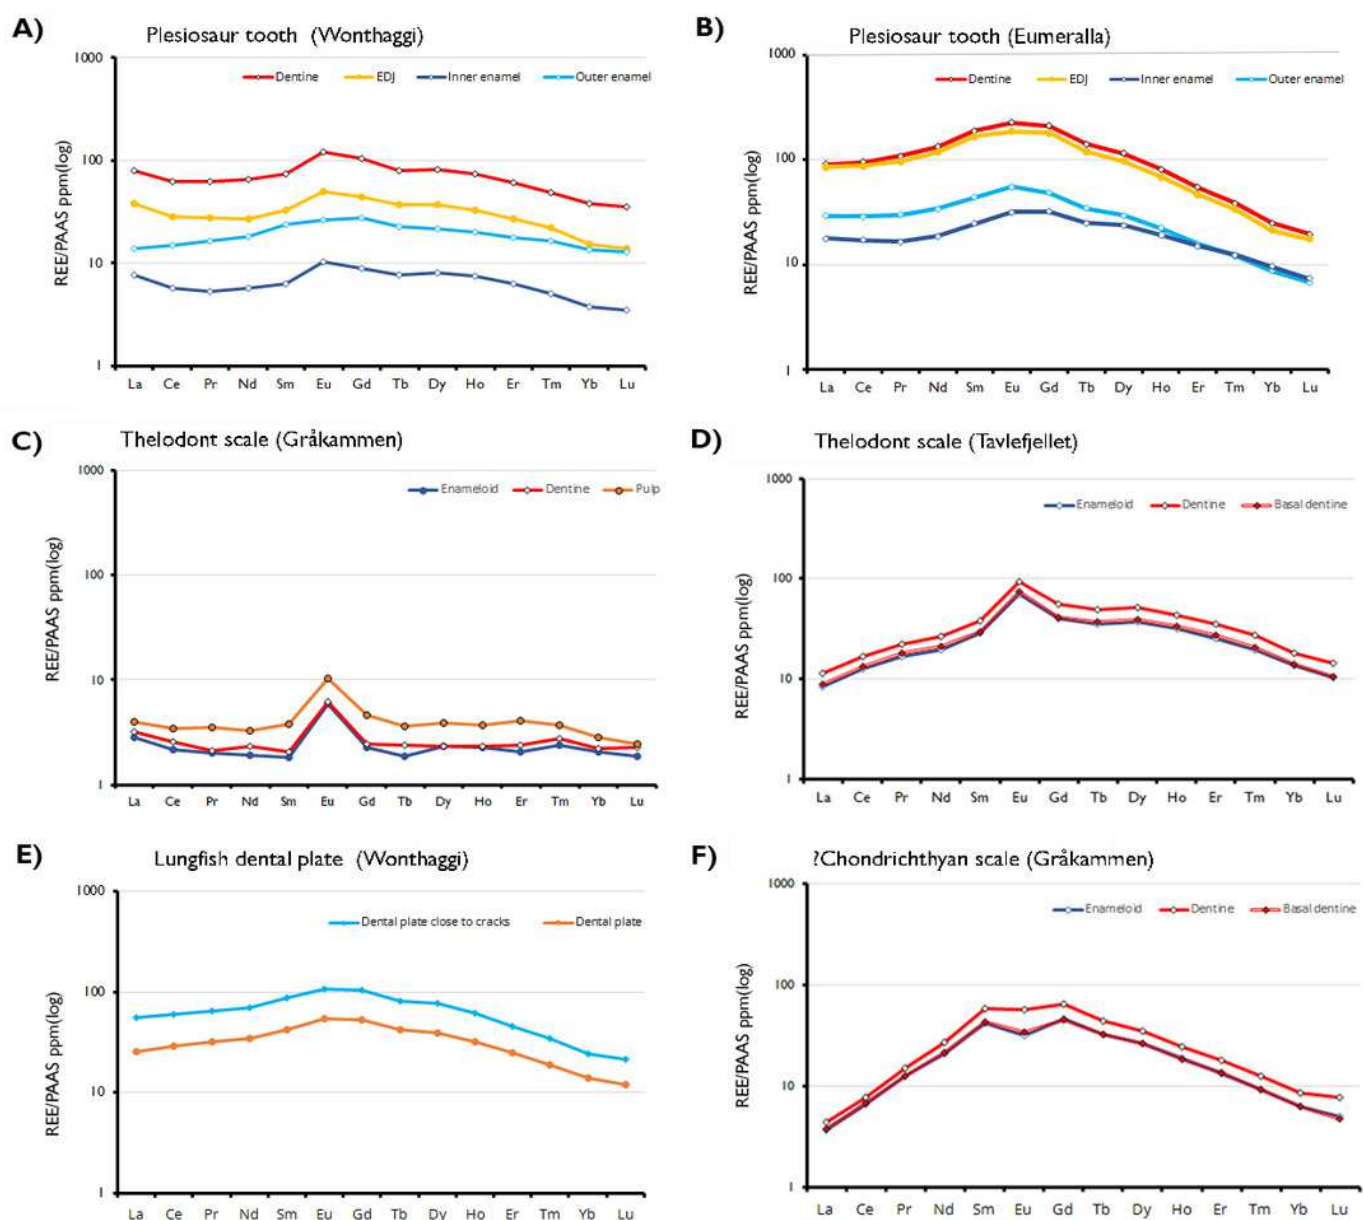 A) Plesiosaur tooth (Wonthaggi)
1000
Dentine EDJ Inner enamel Outer enamel
REE/PAAS ppm(log)
100
10
1
La Ce Pr Nd Sm Eu Gd Tb Dy Ho Er Tm Yb Lu
B) Plesiosaur tooth (Eumeralla)
1000
Dentine EDJ Inner enamel Outer enamel
REE/PAAS ppm(log)
100
10
1
La Ce Pr Nd Sm Eu Gd Tb Dy Ho Er Tm Yb Lu
C) Thelodont scale (Gråkammen)
1000
Enameloid Dentine Pulp
REE/PAAS ppm(log)
100
10
1
La Ce Pr Nd Sm Eu Gd Tb Dy Ho Er Tm Yb Lu
D) Thelodont scale (Tavlefjellet)
1000
Enameloid Dentine Basal dentine
REE/PAAS ppm(log)
100
10
1
La Ce Pr Nd Sm Eu Gd Tb Dy Ho Er Tm Yb Lu
E) Lungfish dental plate (Wonthaggi)
1000
Dental plate close to cracks Dental plate
REE/PAAS ppm(log)
100
10
1
La Ce Pr Nd Sm Eu Gd Tb Dy Ho Er Tm Yb Lu
F) ?Chondrichthyan scale (Gråkammen)
1000
Enameloid Dentine Basal dentine
REE/PAAS ppm(log)
100
10
1
La Ce Pr Nd Sm Eu Gd Tb Dy Ho Er Tm Yb Lu